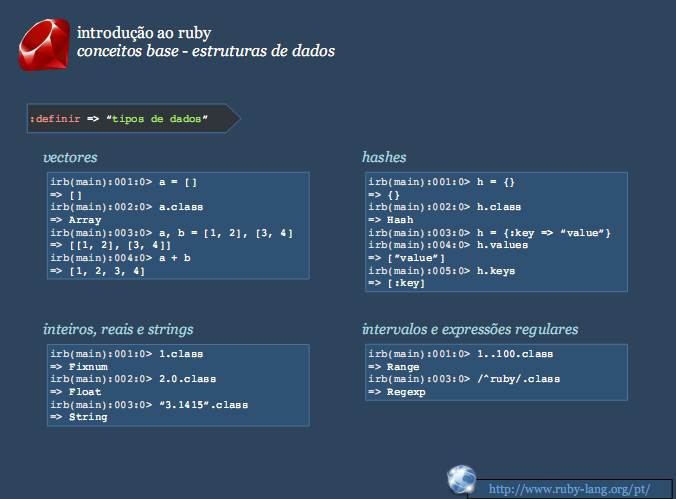 introdução ao ruby
conceitos base - estruturas de dados
:definir => “tipos de dados”
vectores
irb(main):001:0> a = []
=> []
irb(main):002:0> a.class
=> Array
irb(main):003:0> a, b = [1, 2], [3, 4]
=> [[1, 2], [3, 4]]
irb(main):004:0> a + b
=> [1, 2, 3, 4]
hashes
irb(main):001:0> h = {}
=> {}
irb(main):002:0> h.class
=> Hash
irb(main):003:0> h = {:key => “value”}
irb(main):004:0> h.values
=> [”value”]
irb(main):005:0> h.keys
=> [:key]
inteiros, reais e strings
irb(main):001:0> 1.class
=> Fixnum
irb(main):002:0> 2.0.class
=> Float
irb(main):003:0> “3.1415”.class
=> String
intervalos e expressões regulares
irb(main):001:0> 1..100.class
=> Range
irb(main):003:0> /^ruby/.class
=> Regexp
http://www.ruby-lang.org/pt/